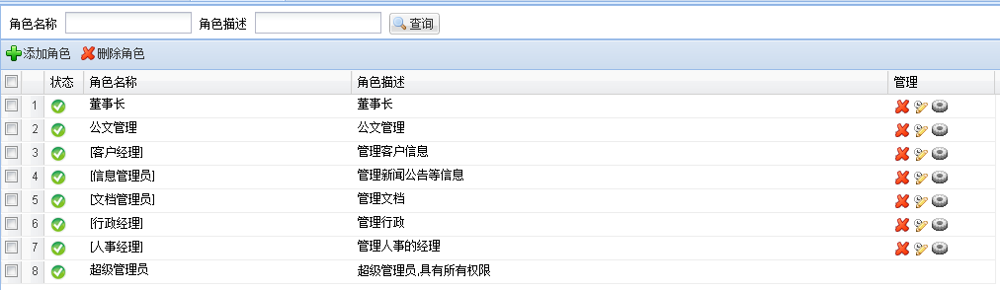 角色名称 角色描述 查询
添加角色 删除角色
状态 角色名称 角色描述 管理
1 董事长 董事长
2 公文管理 公文管理
3 [客户经理] 管理客户信息
4 [信息管理员] 管理新闻公告等信息
5 [文档管理员] 管理文档
6 [行政经理] 管理行政
7 [人事经理] 管理人事的经理
8 超级管理员 超级管理员,具有所有权限